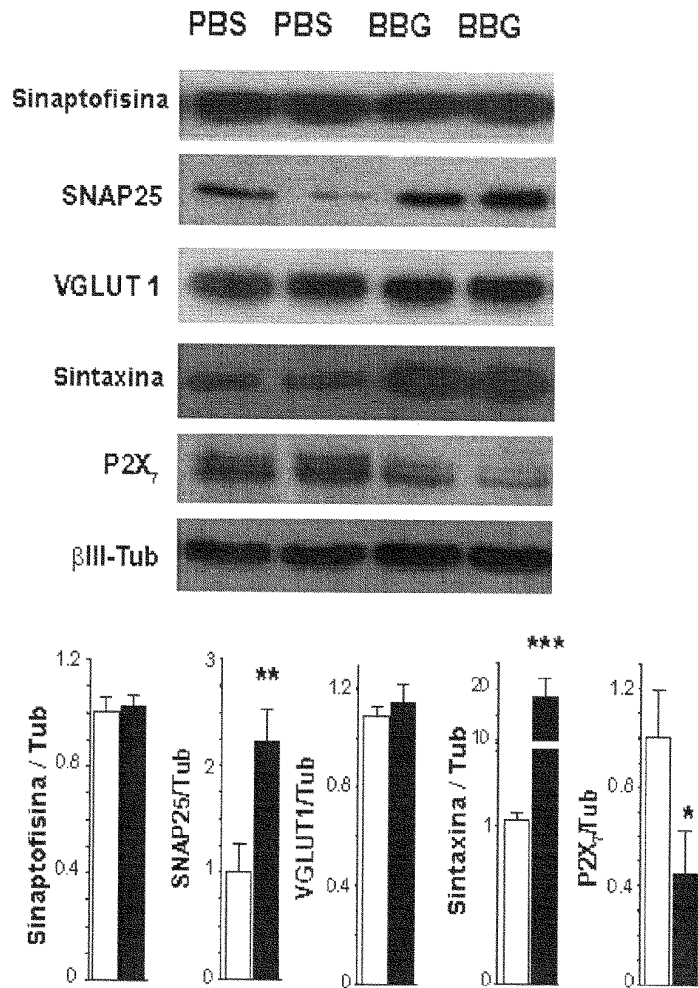 PBS PBS BBG BBG
Sinaptofisina
SNAP25
VGLUT 1
Sintaxina
P2X₇
βIII-Tub
Sinaptofisina / Tub
1.2
0.8
0.4
0
SNAP25/Tub
3
2
1
0
**
VGLUT1/Tub
1.2
0.8
0.4
0
Sintaxina / Tub
20
10
1
0
***
P2X₇/Tub
1.2
0.8
0.4
0
*